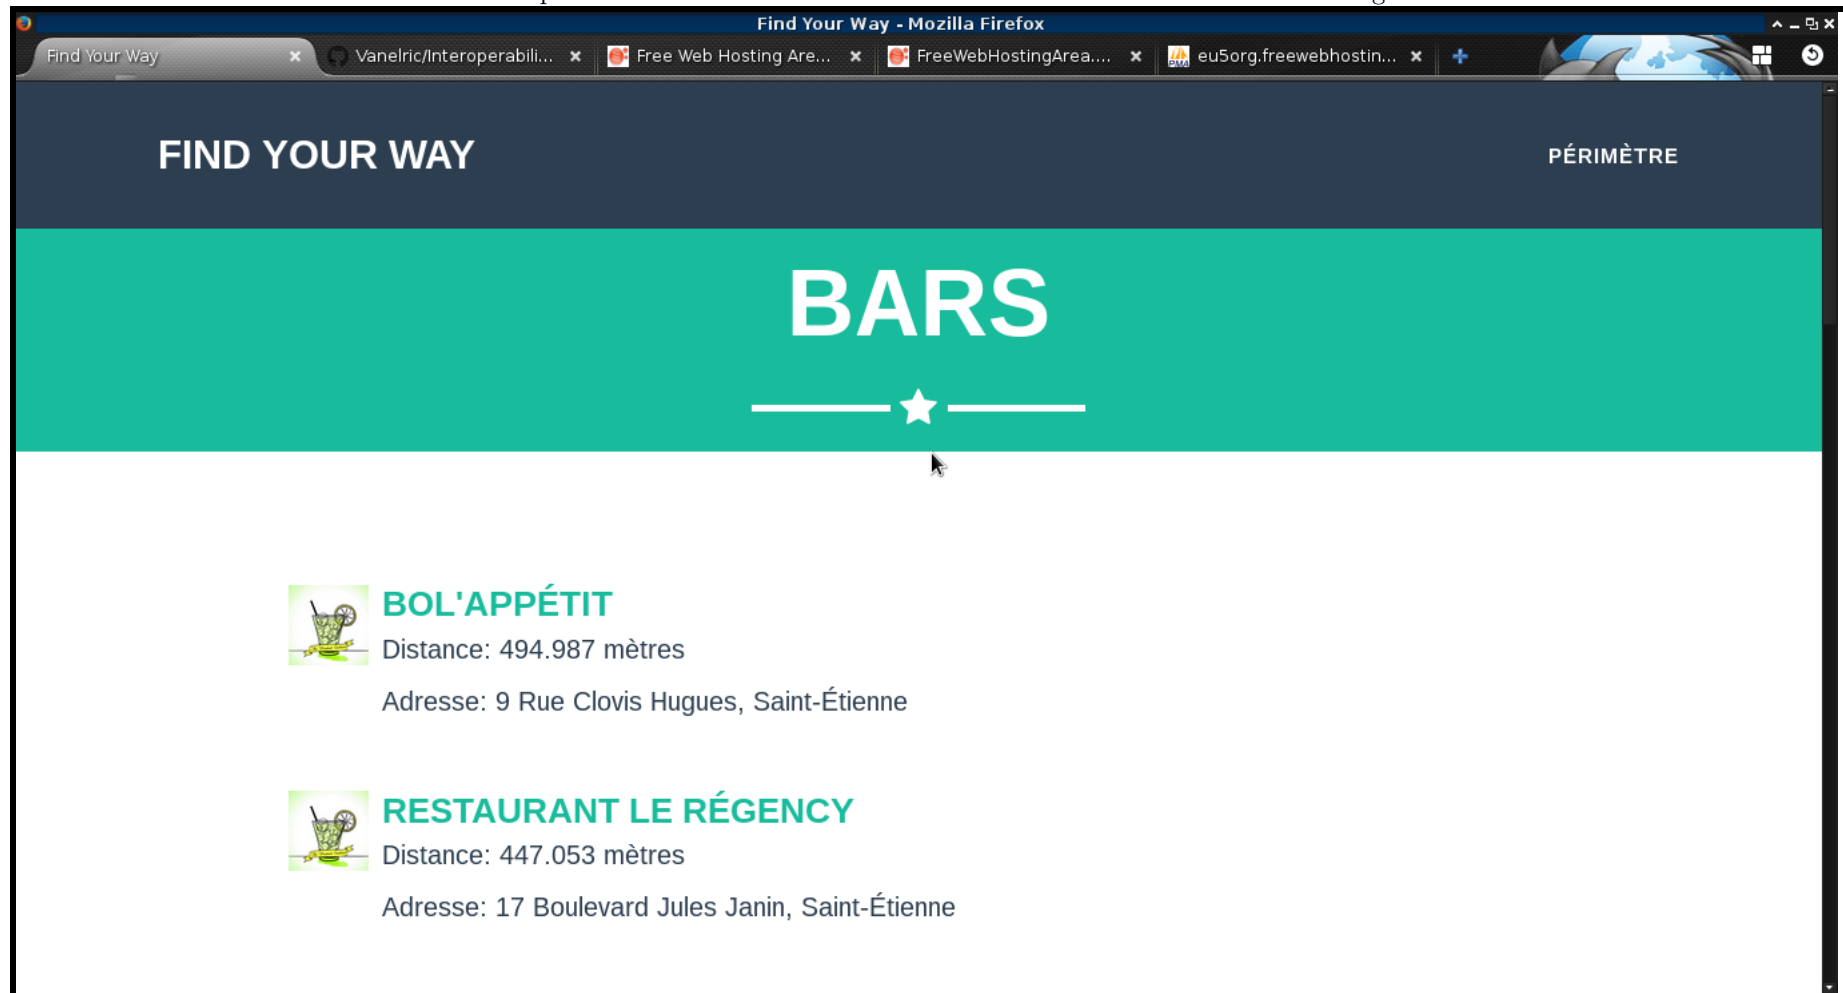 Find Your Way - Mozilla Firefox
Find Your Way
Vanelric/Interoperabili...
Free Web Hosting Are...
FreeWebHostingArea....
eu5org.freewebhostin...
FIND YOUR WAY
PÉRIMÈTRE
BARS
BOL'APPÉTIT
Distance: 494.987 mètres
Adresse: 9 Rue Clovis Hugues, Saint-Étienne
RESTAURANT LE RÉGENCY
Distance: 447.053 mètres
Adresse: 17 Boulevard Jules Janin, Saint-Étienne